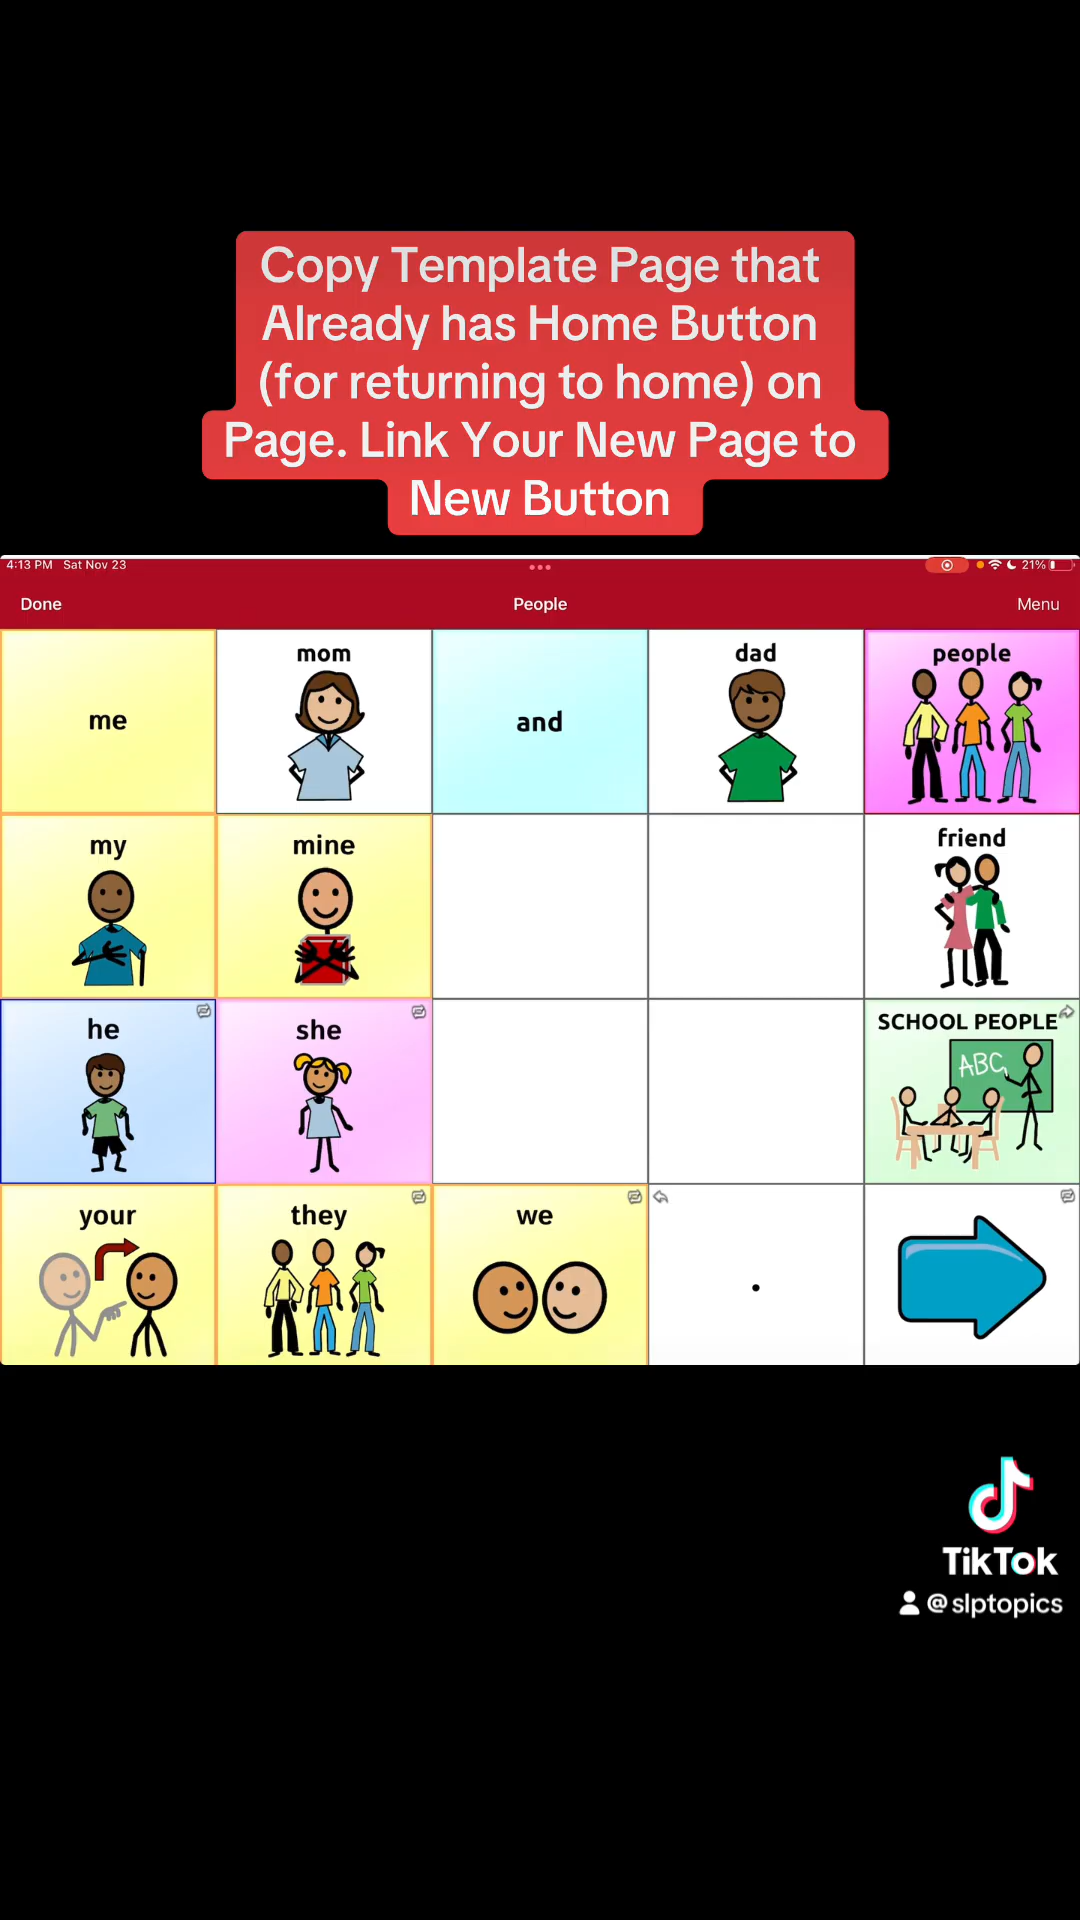 Copy Template Page that
Already has Home Button
(for returning to home) on
Page. Link Your New Page to
New Button
4:13 PM Sat Nov 23
21%
Done
People
Menu
me
mom
and
dad
people
my
mine
friend
he
she
SCHOOL PEOPLE
ABC
your
they
we
.
TikTok
@slptopics